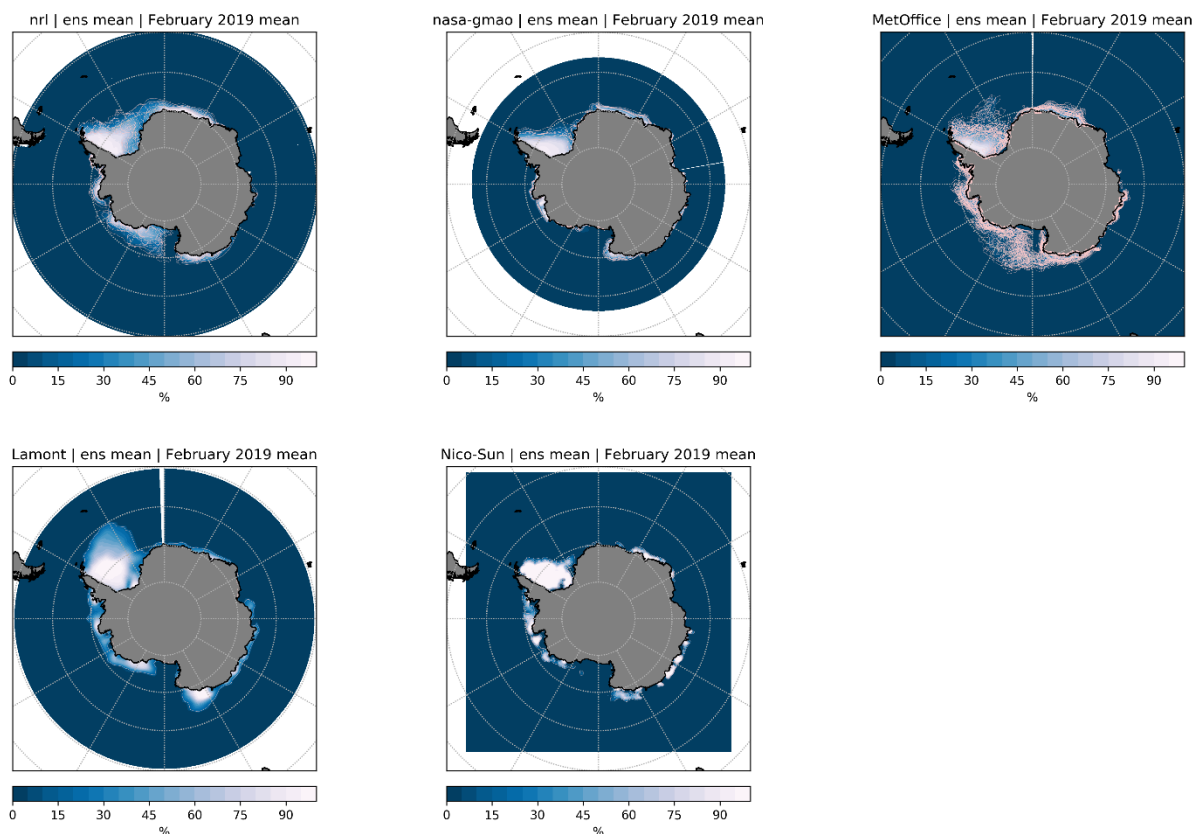 nrl | ens mean | February 2019 mean
nasa-gmao | ens mean | February 2019 mean
MetOffice | ens mean | February 2019 mean
0 15 30 45 60 75 90
%
0 15 30 45 60 75 90
%
0 15 30 45 60 75 90
%
Lamont | ens mean | February 2019 mean
Nico-Sun | ens mean | February 2019 mean
0 15 30 45 60 75 90
%
0 15 30 45 60 75 90
%